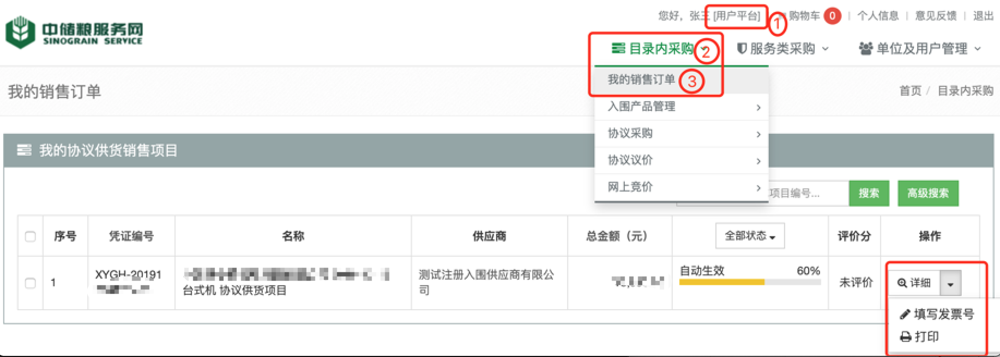 您好，张三 [用户平台] ① 购物车 0 | 个人信息 | 意见反馈 | 退出
中储粮服务网
SINOGRAIN SERVICE
目录内采购 ② 服务类采购 单位及用户管理
我的销售订单 ③
我的销售订单
首页 / 目录内采购
入围产品管理
协议采购
协议议价
网上竞价
我的协议供货销售项目
项目编号... 搜索 高级搜索
序号 凭证编号 名称 供应商 总金额（元） 全部状态 评价分 操作
1 XYGH-20191 台式机 协议供货项目 测试注册入围供应商有限公司 自动生效 60% 未评价 详细
填写发票号
打印